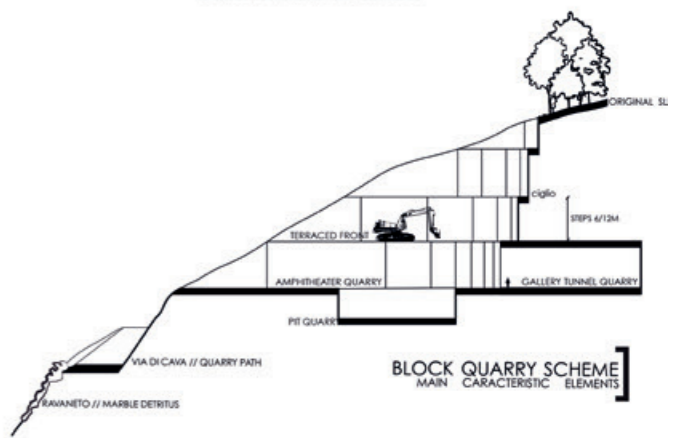 ORIGINAL SL
ciglio
STEPS 6/12M
TERRACED FRONT
AMPHITHEATER QUARRY
GALLERY TUNNEL QUARRY
PIT QUARRY
VIA DI CAVA // QUARRY PATH
BLOCK QUARRY SCHEME
MAIN CARACTERISTIC ELEMENTS
RAVANETO // MARBLE DETRITUS